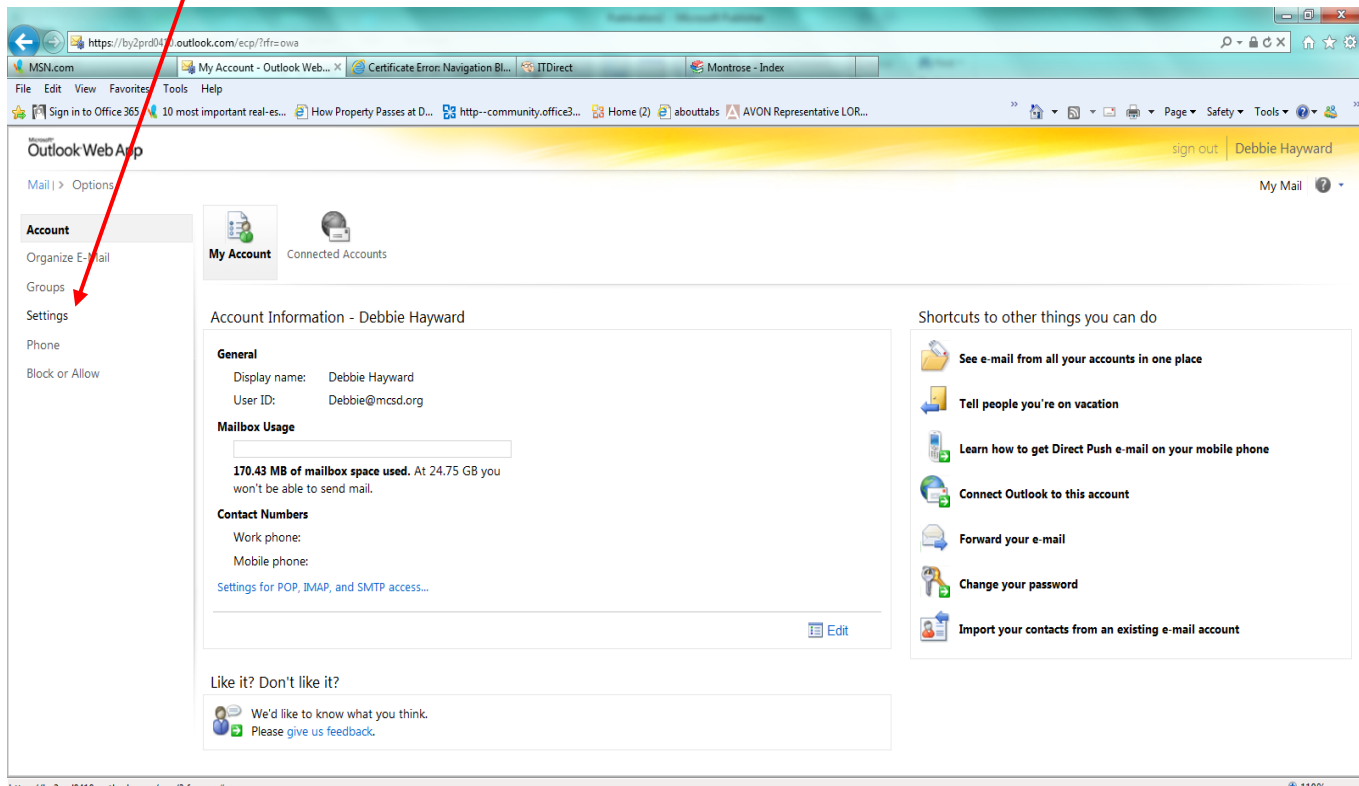 https://by2prd0410.outlook.com/ecp/?rfr=owa
MSN.com
My Account - Outlook Web...
Certificate Error: Navigation Bl...
ITDirect
Montrose - Index
File Edit View Favorites Tools Help
Sign in to Office 365
10 most important real-es...
How Property Passes at D...
http--community.office3...
Home (2)
abouttabs
AVON Representative LOR...
Page Safety Tools
Microsoft
Outlook Web App
sign out Debbie Hayward
Mail > Options
My Mail
Account
Organize E-Mail
Groups
Settings
Phone
Block or Allow
My Account
Connected Accounts
Account Information - Debbie Hayward
General
Display name: Debbie Hayward
User ID: Debbie@mcsd.org
Mailbox Usage
170.43 MB of mailbox space used. At 24.75 GB you
won't be able to send mail.
Contact Numbers
Work phone:
Mobile phone:
Settings for POP, IMAP, and SMTP access...
Edit
Shortcuts to other things you can do
See e-mail from all your accounts in one place
Tell people you're on vacation
Learn how to get Direct Push e-mail on your mobile phone
Connect Outlook to this account
Forward your e-mail
Change your password
Import your contacts from an existing e-mail account
Like it? Don't like it?
We'd like to know what you think.
Please give us feedback.